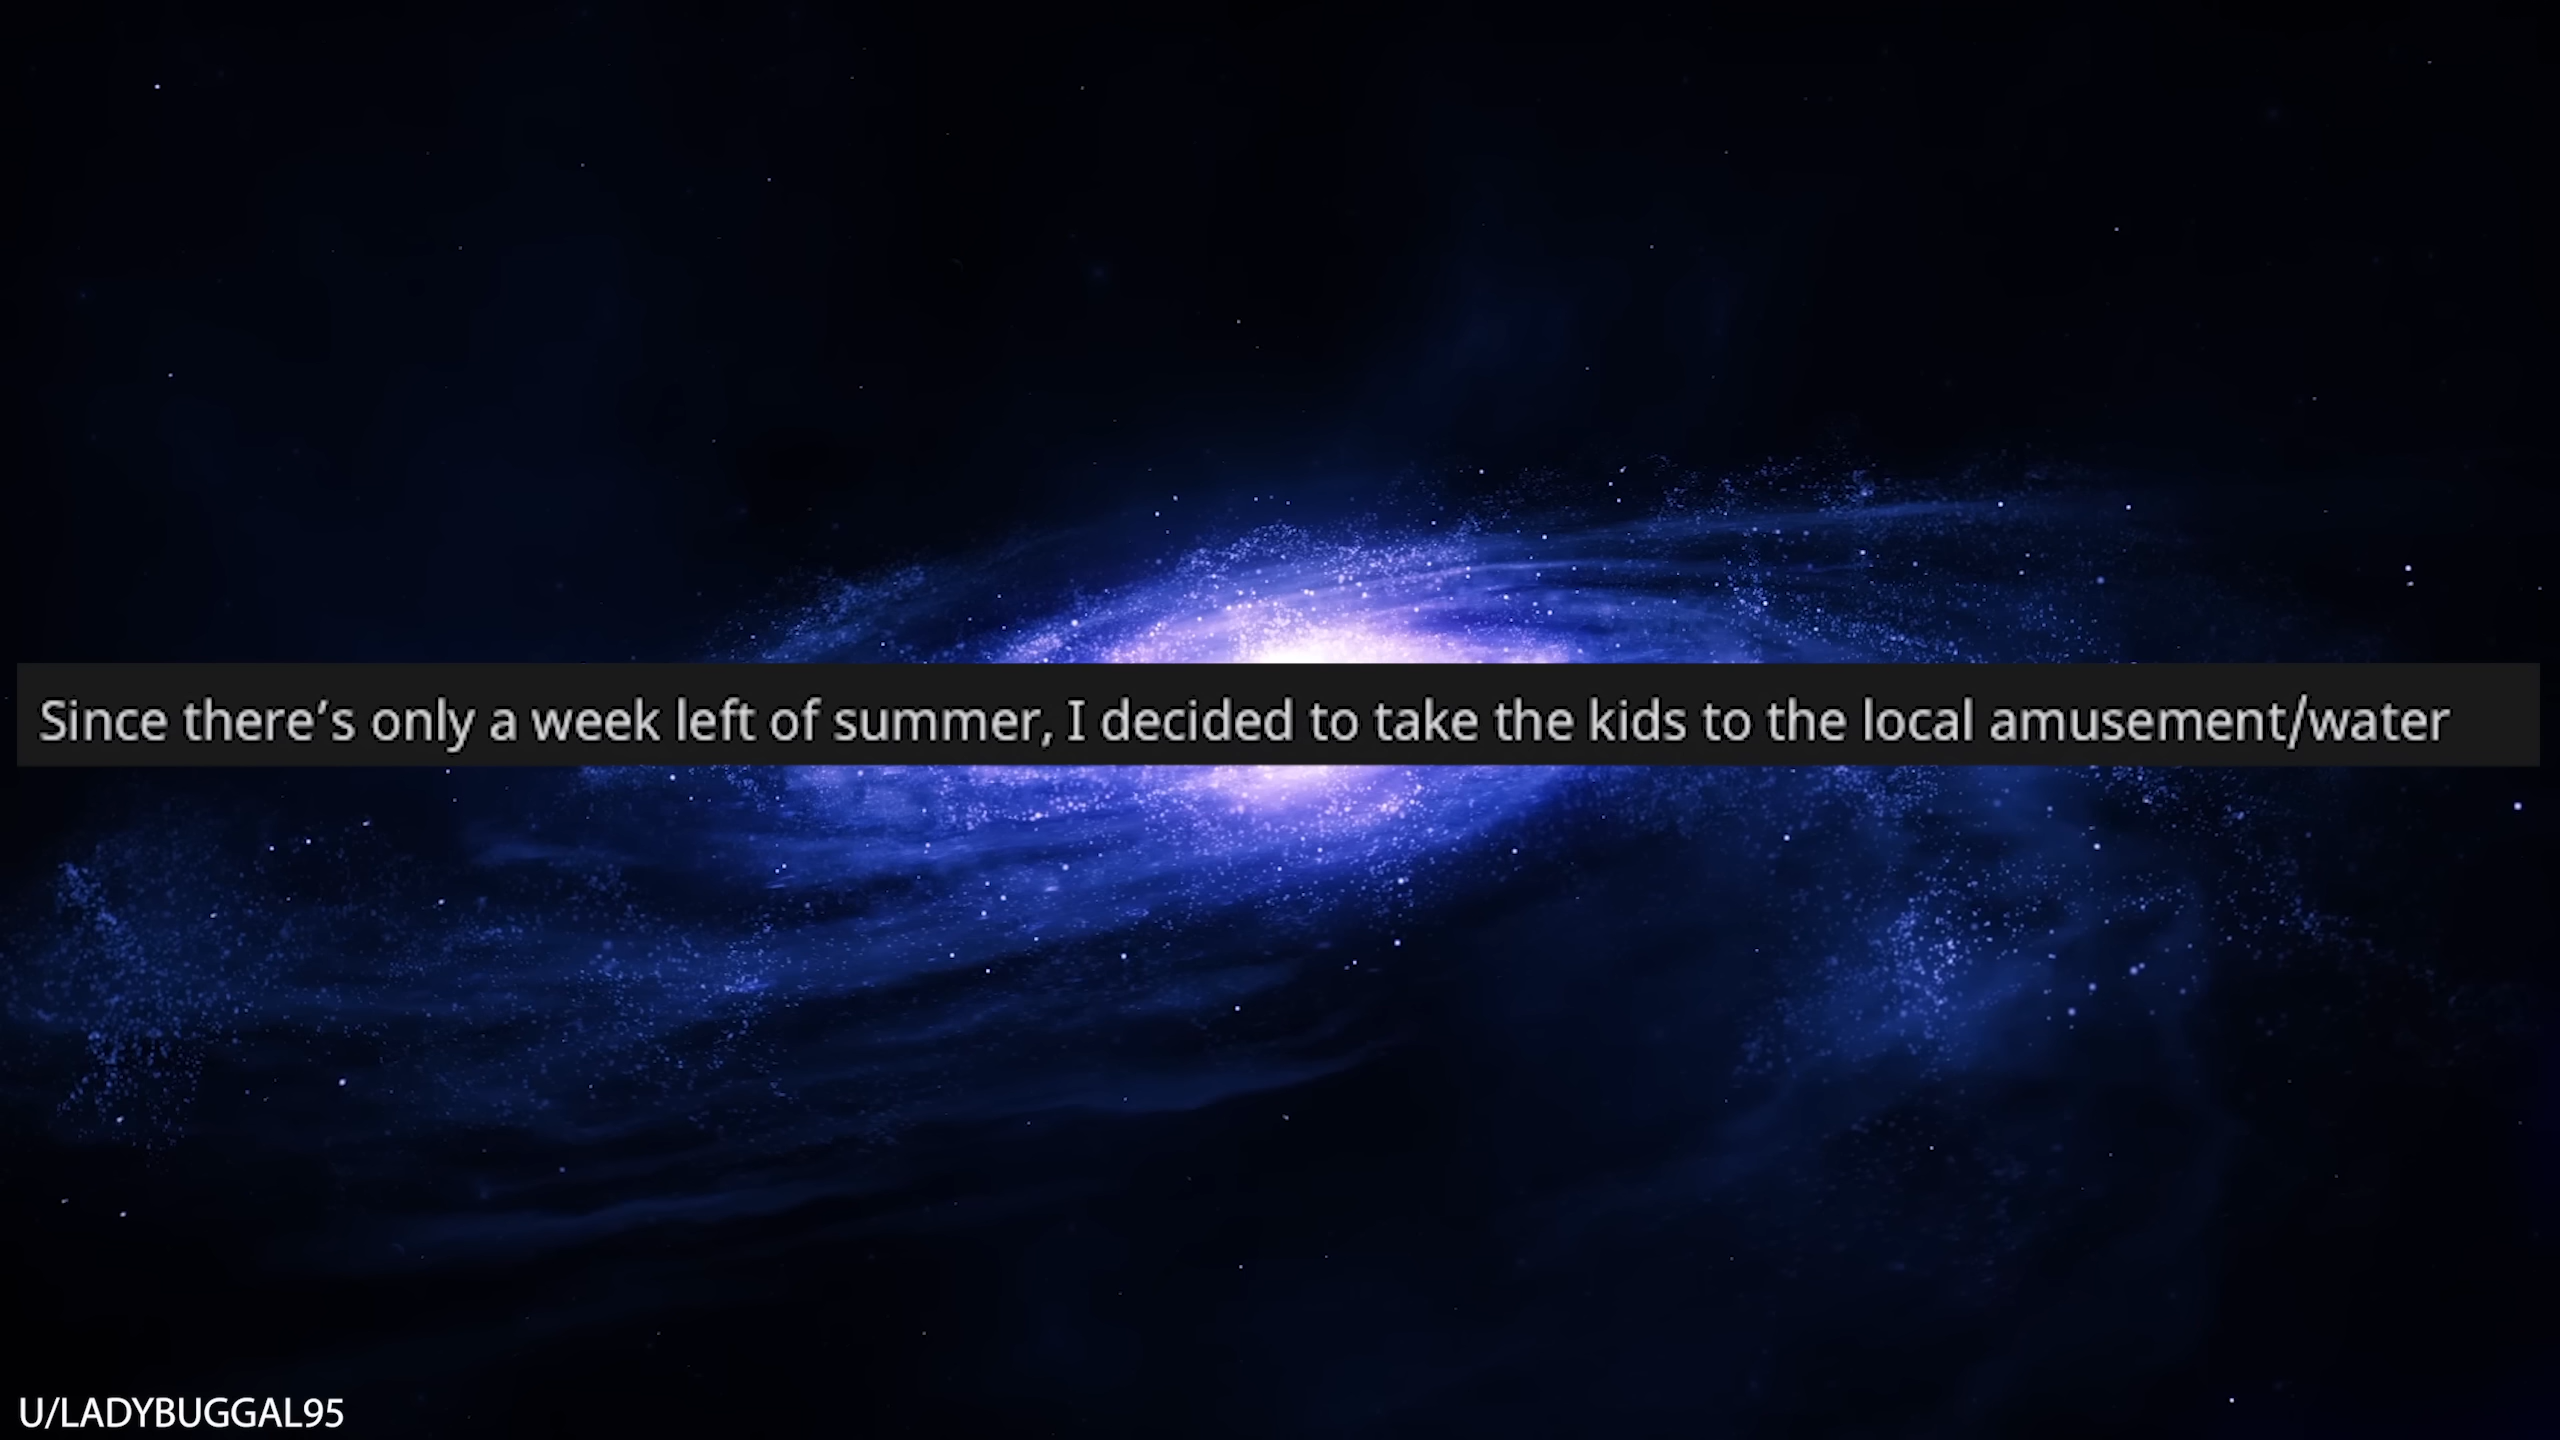 Since there’s only a week left of summer, I decided to take the kids to the local amusement/water
U/LADYBUGGAL95